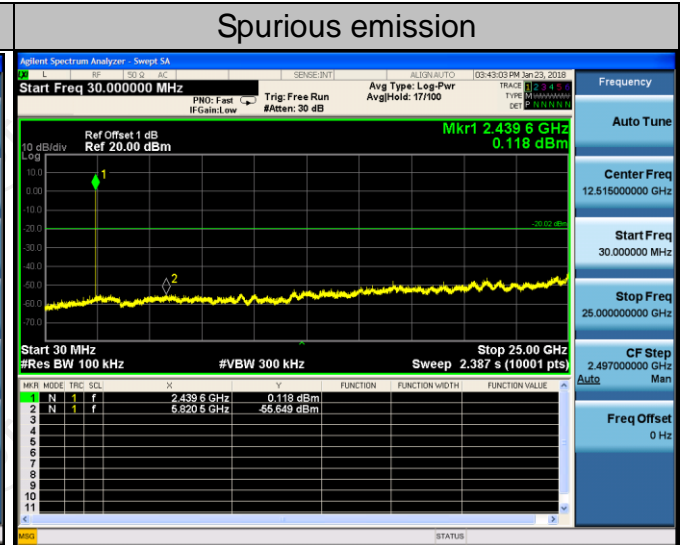 Spurious emission
Agilent Spectrum Analyzer - Swept SA
L RF 50 Ω AC SENSE:INT ALIGN AUTO 03:43:03 PM Jan 23, 2018
Start Freq 30.000000 MHz
PNO: Fast
IFGain:Low
Trig: Free Run
#Atten: 30 dB
Avg Type: Log-Pwr
Avg|Hold: 17/100
TRACE 1 2 3 4 5 6
TYPE M
DET P N N N N N
Ref Offset 1 dB
10 dB/div Ref 20.00 dBm
Log
Mkr1 2.439 6 GHz
0.118 dBm
10.0
0.00
-10.0
-20.0
-30.0
-40.0
-50.0
-60.0
-70.0
1
2
-20.02 dBm
Start 30 MHz Stop 25.00 GHz
#Res BW 100 kHz #VBW 300 kHz Sweep 2.387 s (10001 pts)
MKR MODE TRC SCL X Y FUNCTION FUNCTION WIDTH FUNCTION VALUE
1 N 1 f 2.439 6 GHz 0.118 dBm
2 N 1 f 5.820 5 GHz -55.649 dBm
3
4
5
6
7
8
9
10
11
MSG STATUS
Frequency
Auto Tune
Center Freq
12.515000000 GHz
Start Freq
30.000000 MHz
Stop Freq
25.000000000 GHz
CF Step
2.497000000 GHz
Auto Man
Freq Offset
0 Hz